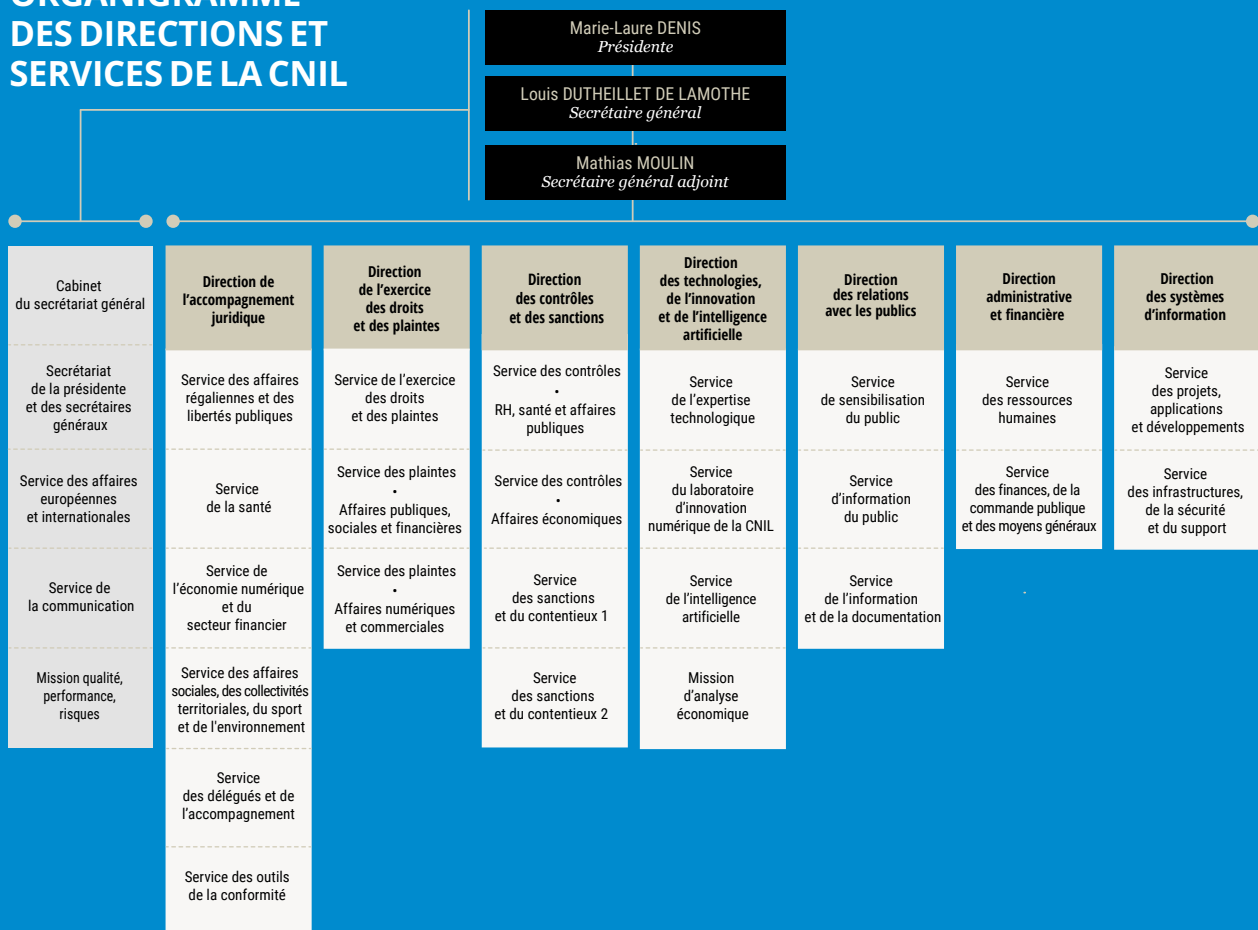 ORGANIGRAMME
DES DIRECTIONS ET
SERVICES DE LA CNIL
Marie-Laure DENIS
Présidente
Louis DUTHEILLET DE LAMOTHE
Secrétaire général
Mathias MOULIN
Secrétaire général adjoint
Cabinet
du secrétariat général
Secrétariat
de la présidente
et des secrétaires
généraux
Service des affaires
européennes
et internationales
Service de
la communication
Mission qualité,
performance,
risques
Direction de
l'accompagnement
juridique
Service des affaires
régaliennes et des
libertés publiques
Service
de la santé
Service de
l'économie numérique
et du
secteur financier
Service des affaires
sociales, des collectivités
territoriales, du sport
et de l'environnement
Service
des délégués et de
l'accompagnement
Service des outils
de la conformité
Direction
de l'exercice
des droits
et des plaintes
Service de l'exercice
des droits
et des plaintes
Service des plaintes
•
Affaires publiques,
sociales et financières
Service des plaintes
•
Affaires numériques
et commerciales
Direction
des contrôles
et des sanctions
Service des contrôles
•
RH, santé et affaires
publiques
Service des contrôles
•
Affaires économiques
Service
des sanctions
et du contentieux 1
Service
des sanctions
et du contentieux 2
Direction
des technologies,
de l'innovation
et de l'intelligence
artificielle
Service
de l'expertise
technologique
Service
du laboratoire
d'innovation
numérique de la CNIL
Service
de l'intelligence
artificielle
Mission
d'analyse
économique
Direction
des relations
avec les publics
Service
de sensibilisation
du public
Service
d'information
du public
Service
de l'information
et de la documentation
Direction
administrative
et financière
Service
des ressources
humaines
Service
des finances, de la
commande publique
et des moyens généraux
Direction
des systèmes
d'information
Service
des projets,
applications
et développements
Service
des infrastructures,
de la sécurité
et du support